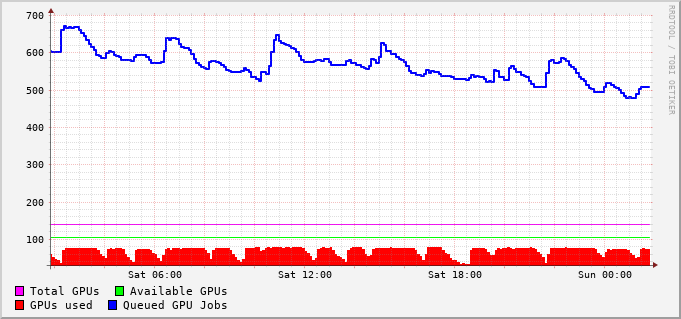 700
600
500
400
300
200
100
Sat 06:00 Sat 12:00 Sat 18:00 Sun 00:00
Total GPUs Available GPUs
GPUs used Queued GPU Jobs
RRDTOOL / TOBI OETIKER